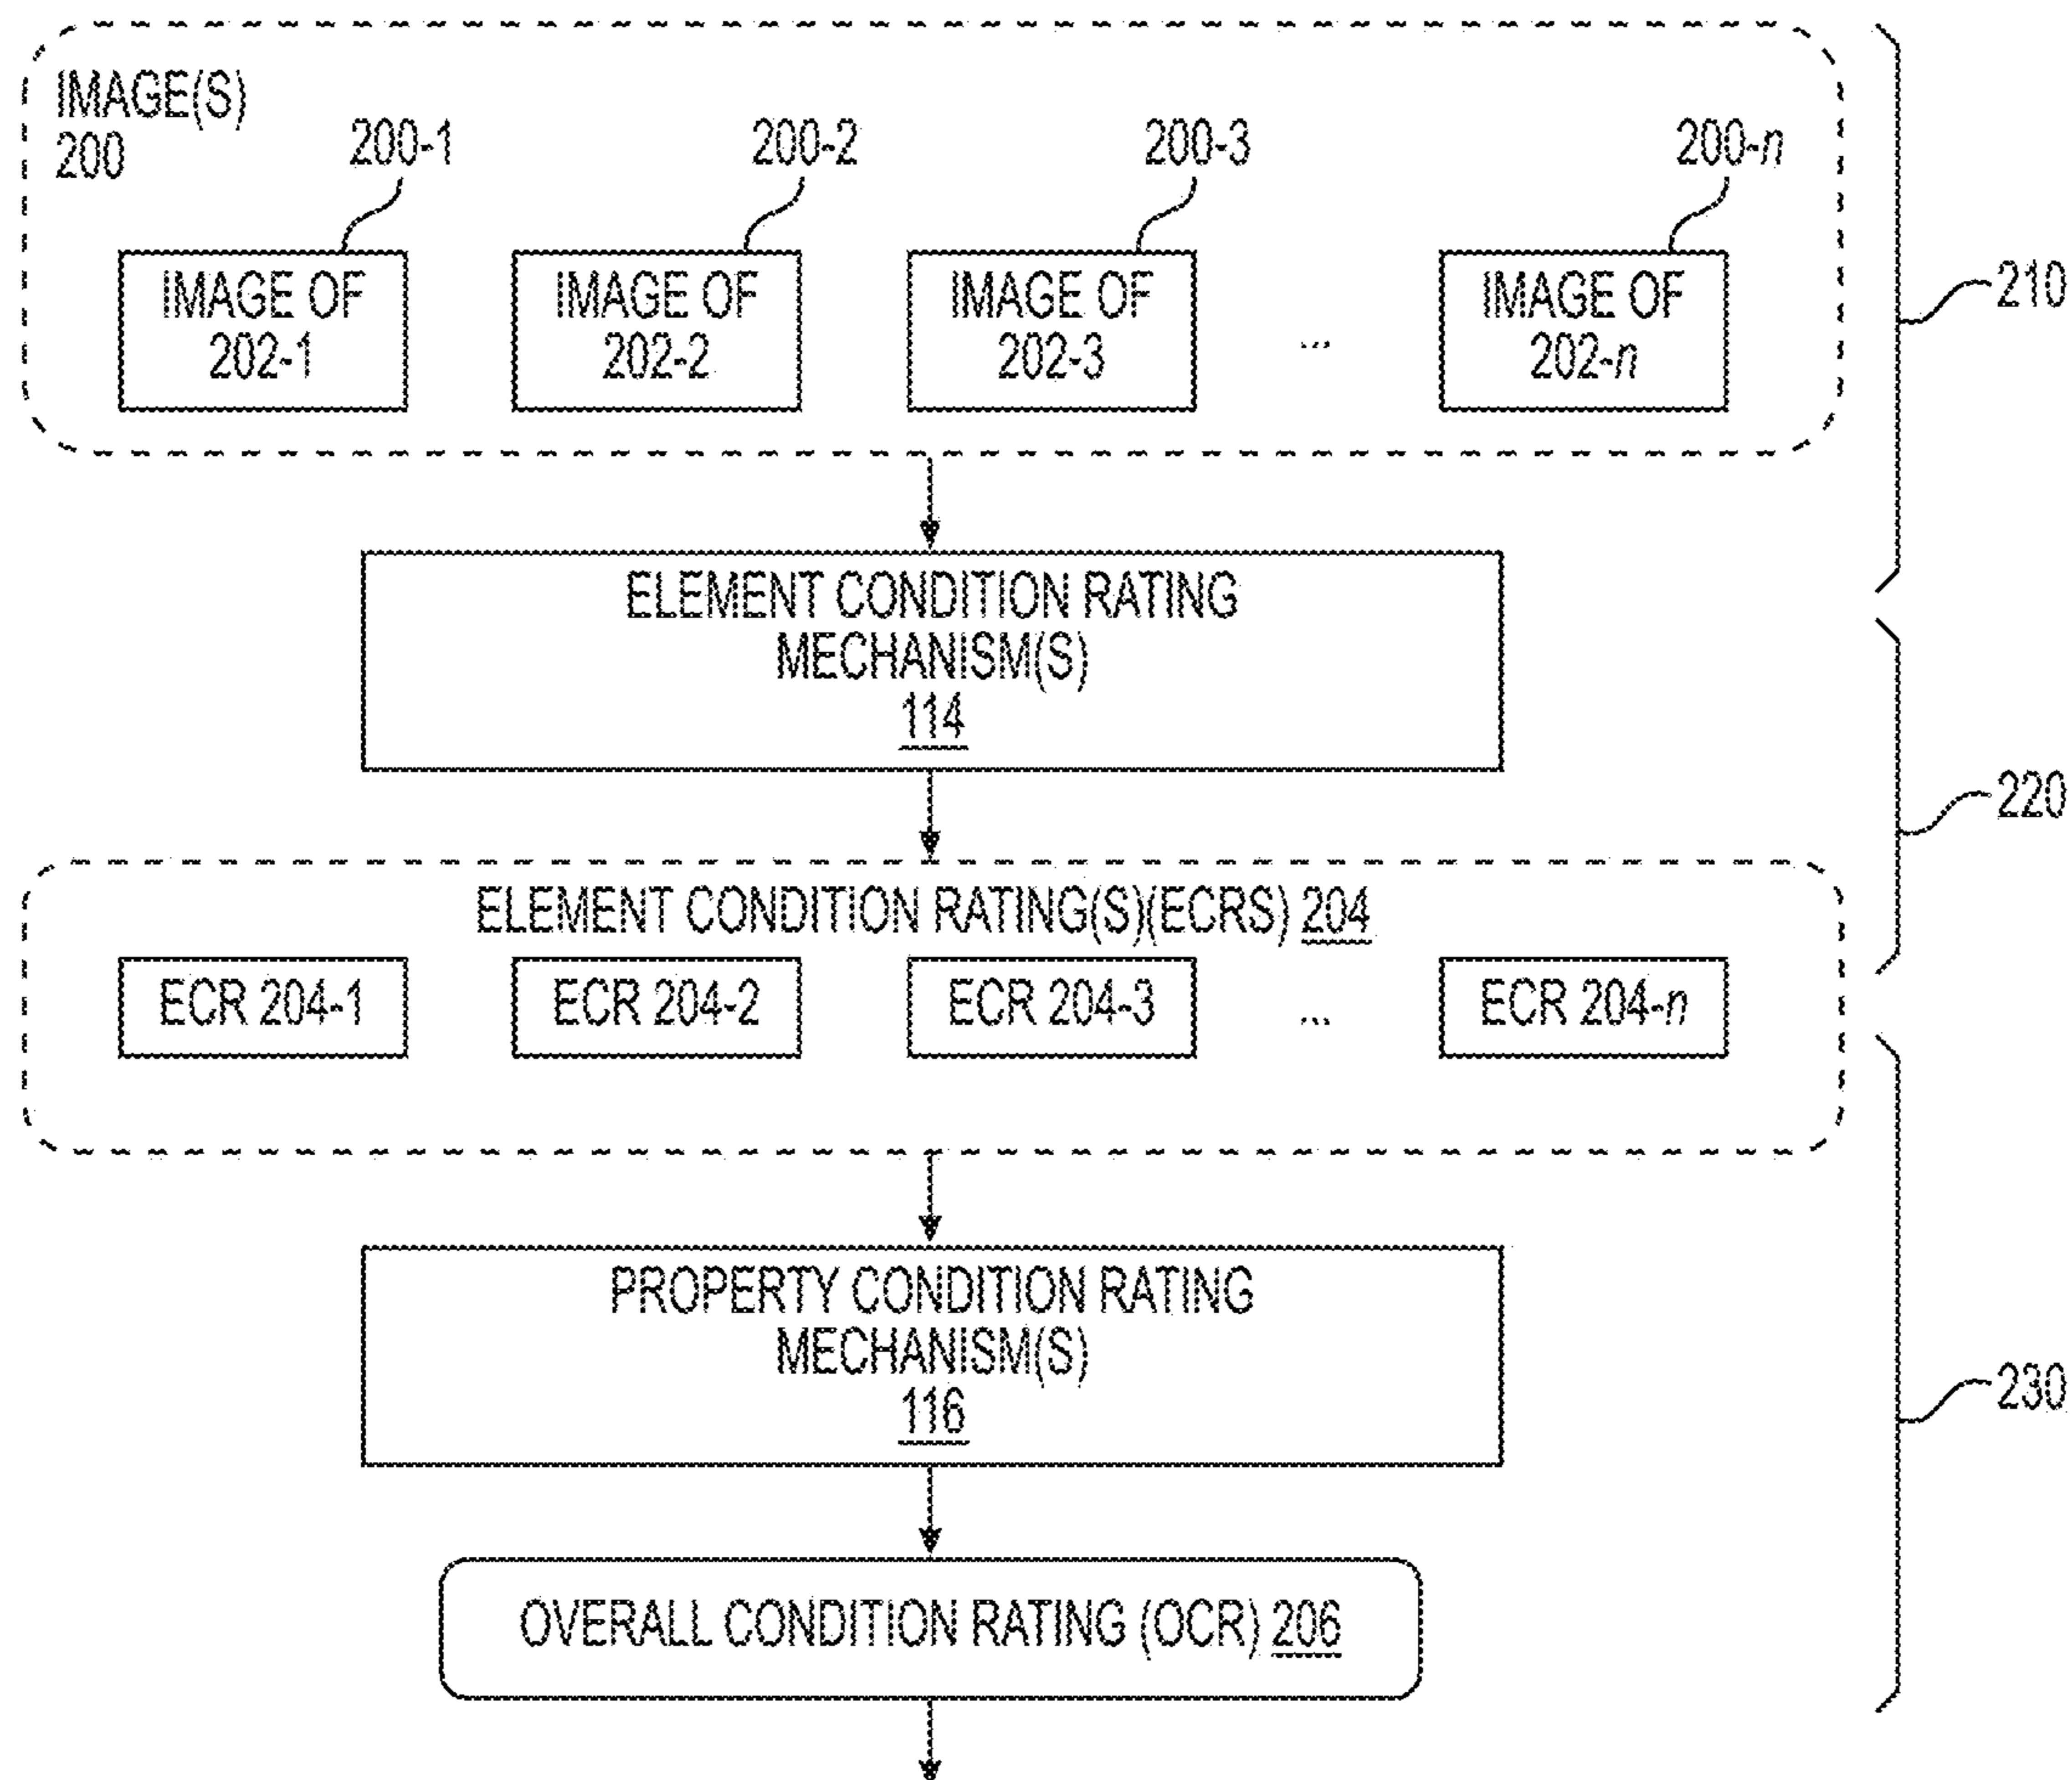 IMAGE(S)
200
200-1
200-2
200-3
200-n
IMAGE OF
202-1
IMAGE OF
202-2
IMAGE OF
202-3
...
IMAGE OF
202-n
210
ELEMENT CONDITION RATING
MECHANISM(S)
114
220
ELEMENT CONDITION RATING(S)(ECRS) 204
ECR 204-1
ECR 204-2
ECR 204-3
...
ECR 204-n
PROPERTY CONDITION RATING
MECHANISM(S)
116
230
OVERALL CONDITION RATING (OCR) 206